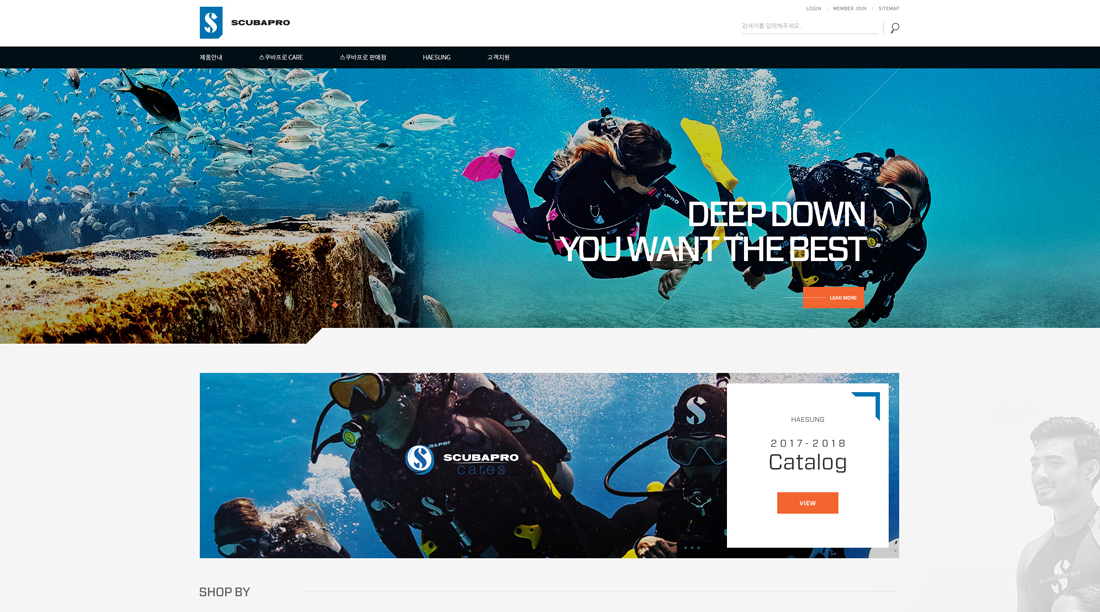 SCUBAPRO
LOGIN / MEMBER JOIN / SITEMAP
검색어를 입력해주세요.
제품안내 스쿠바프로 CARE 스쿠바프로 판매점 HAESUNG 고객지원
DEEP DOWN
YOU WANT THE BEST
LEAD MORE
SCUBAPRO
cares
HAESUNG
2017-2018
Catalog
VIEW
SHOP BY